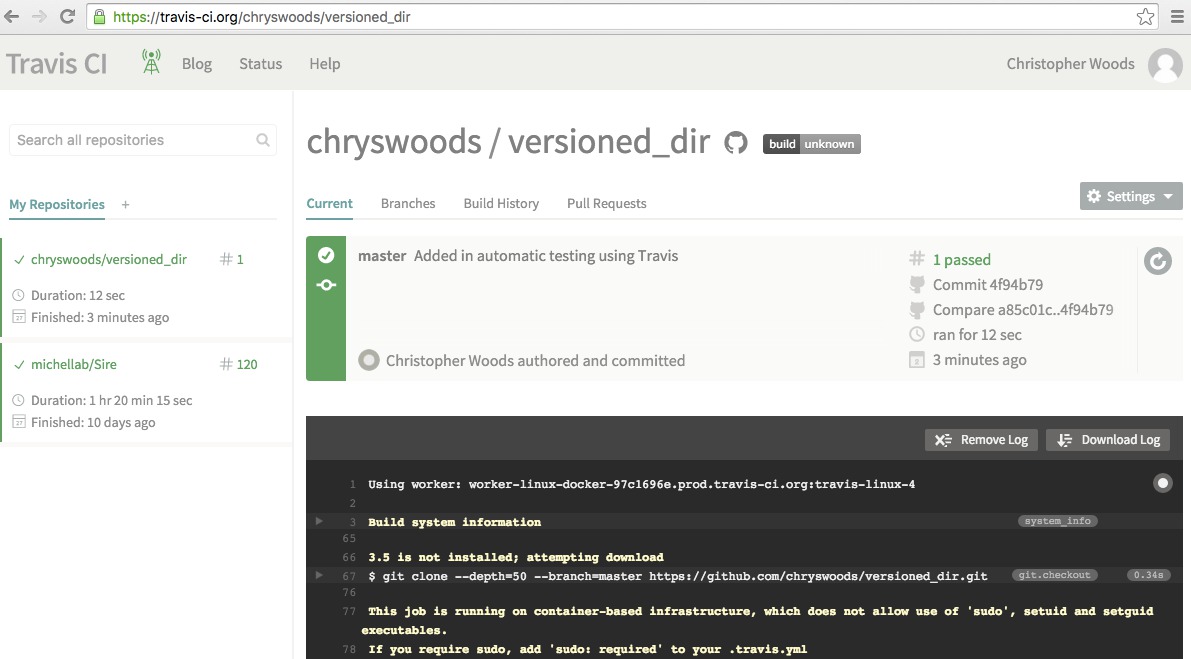 https://travis-ci.org/chryswoods/versioned_dir
Travis CI Blog Status Help Christopher Woods
Search all repositories
My Repositories +
chryswoods/versioned_dir # 1
Duration: 12 sec
Finished: 3 minutes ago
michellab/Sire # 120
Duration: 1 hr 20 min 15 sec
Finished: 10 days ago
chryswoods / versioned_dir build unknown
Current Branches Build History Pull Requests Settings
master Added in automatic testing using Travis
# 1 passed
Commit 4f94b79
Compare a85c01c..4f94b79
ran for 12 sec
3 minutes ago
Christopher Woods authored and committed
Remove Log Download Log
1 Using worker: worker-linux-docker-97c1696e.prod.travis-ci.org:travis-linux-4
2
3 Build system information system_info
65
66 3.5 is not installed; attempting download
67 $ git clone --depth=50 --branch=master https://github.com/chryswoods/versioned_dir.git git.checkout 0.34s
76
77 This job is running on container-based infrastructure, which does not allow use of 'sudo', setuid and setguid
executables.
78 If you require sudo, add 'sudo: required' to your .travis.yml